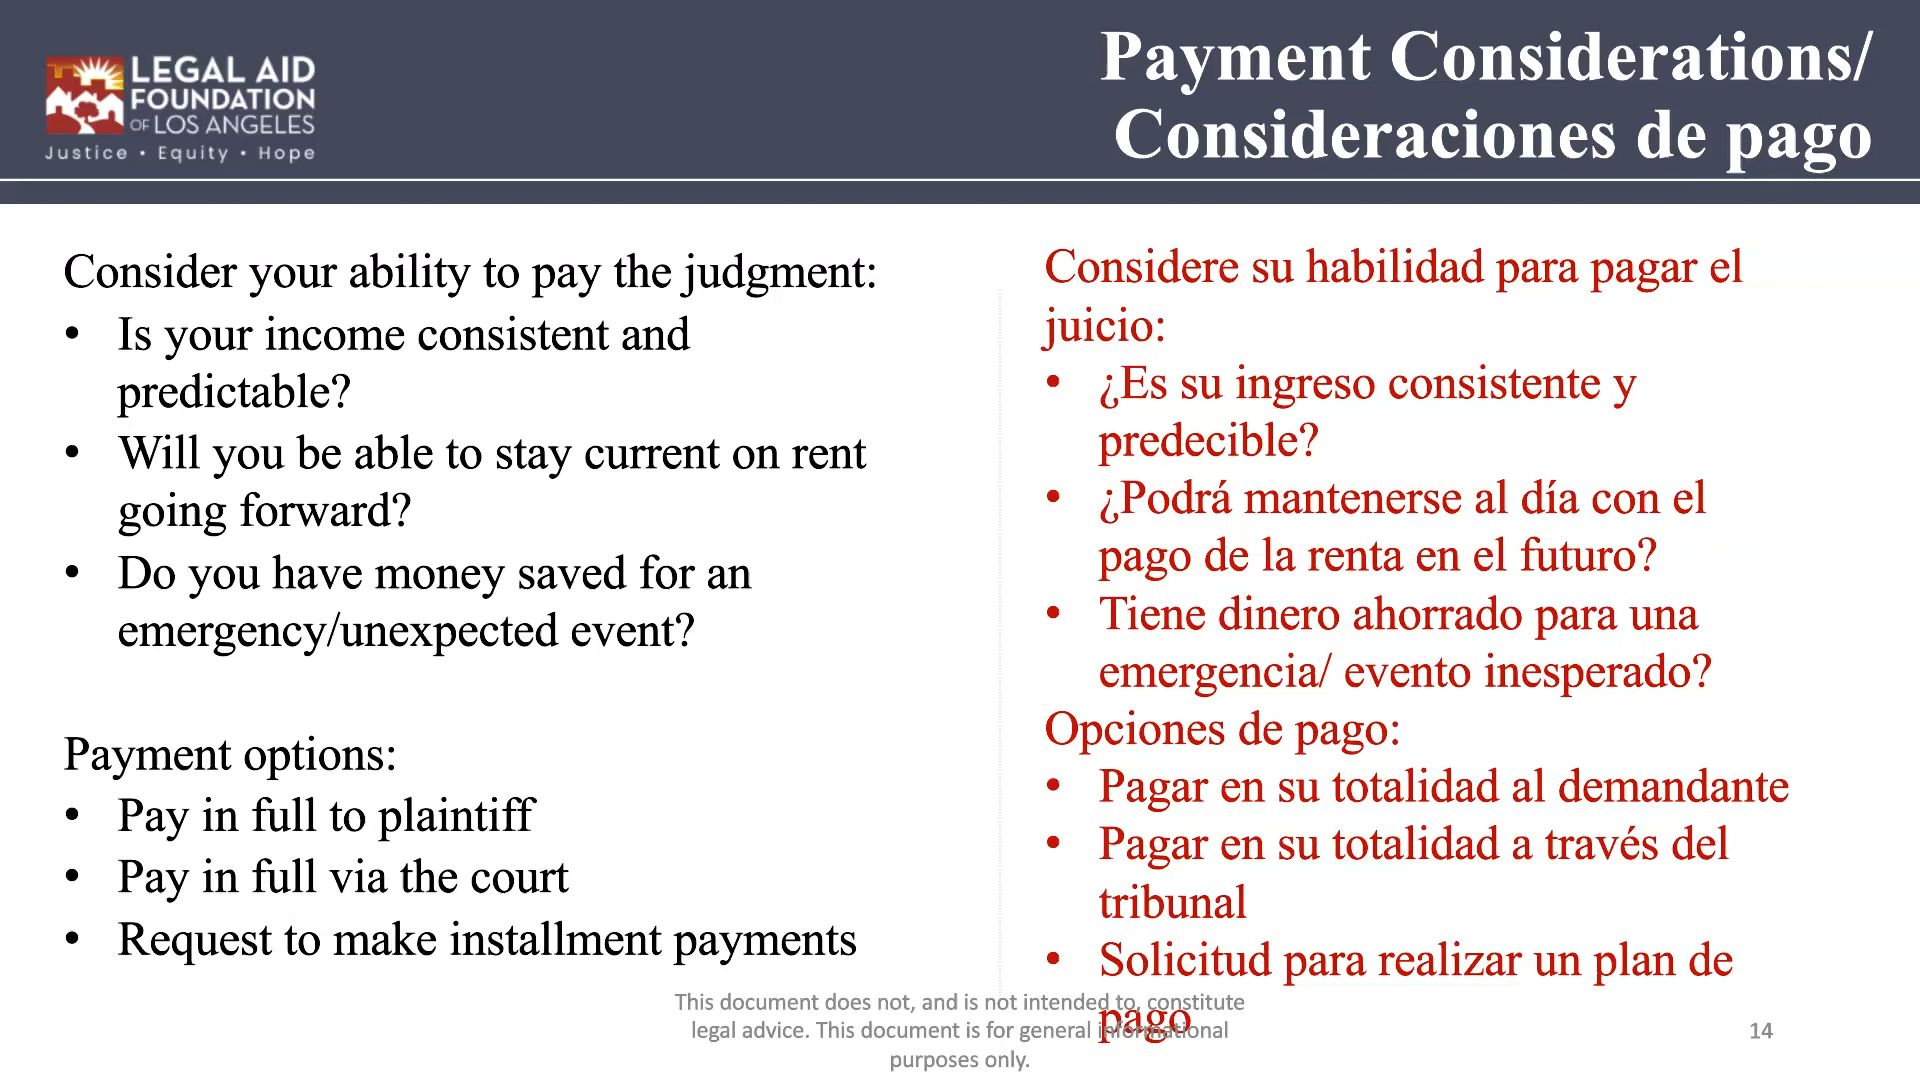 LEGAL AID
FOUNDATION
OF LOS ANGELES
Justice • Equity • Hope
Payment Considerations/
Consideraciones de pago
Consider your ability to pay the judgment:
• Is your income consistent and
predictable?
• Will you be able to stay current on rent
going forward?
• Do you have money saved for an
emergency/unexpected event?
Payment options:
• Pay in full to plaintiff
• Pay in full via the court
• Request to make installment payments
Considere su habilidad para pagar el
juicio:
• ¿Es su ingreso consistente y
predecible?
• ¿Podrá mantenerse al día con el
pago de la renta en el futuro?
• Tiene dinero ahorrado para una
emergencia/ evento inesperado?
Opciones de pago:
• Pagar en su totalidad al demandante
• Pagar en su totalidad a través del
tribunal
• Solicitud para realizar un plan de
pago
This document does not, and is not intended to, constitute
legal advice. This document is for general informational
purposes only.
14